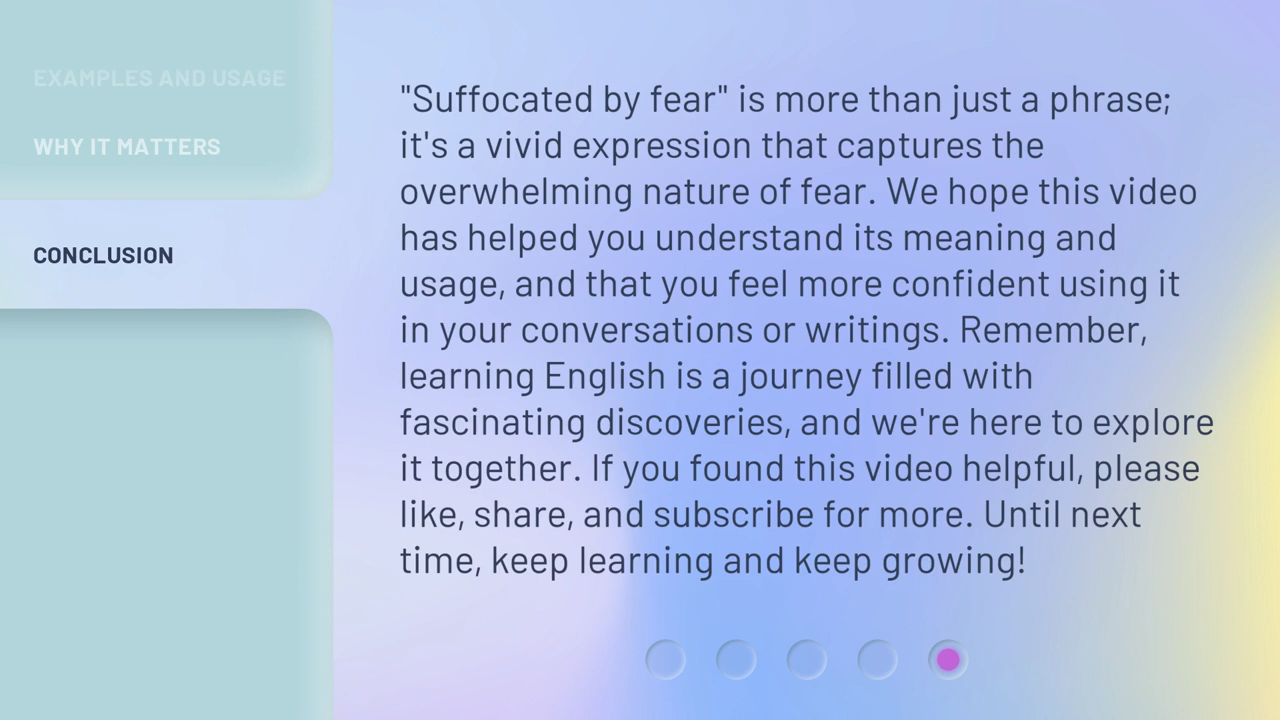 EXAMPLES AND USAGE
WHY IT MATTERS
CONCLUSION
"Suffocated by fear" is more than just a phrase;
it's a vivid expression that captures the
overwhelming nature of fear. We hope this video
has helped you understand its meaning and
usage, and that you feel more confident using it
in your conversations or writings. Remember,
learning English is a journey filled with
fascinating discoveries, and we're here to explore
it together. If you found this video helpful, please
like, share, and subscribe for more. Until next
time, keep learning and keep growing!